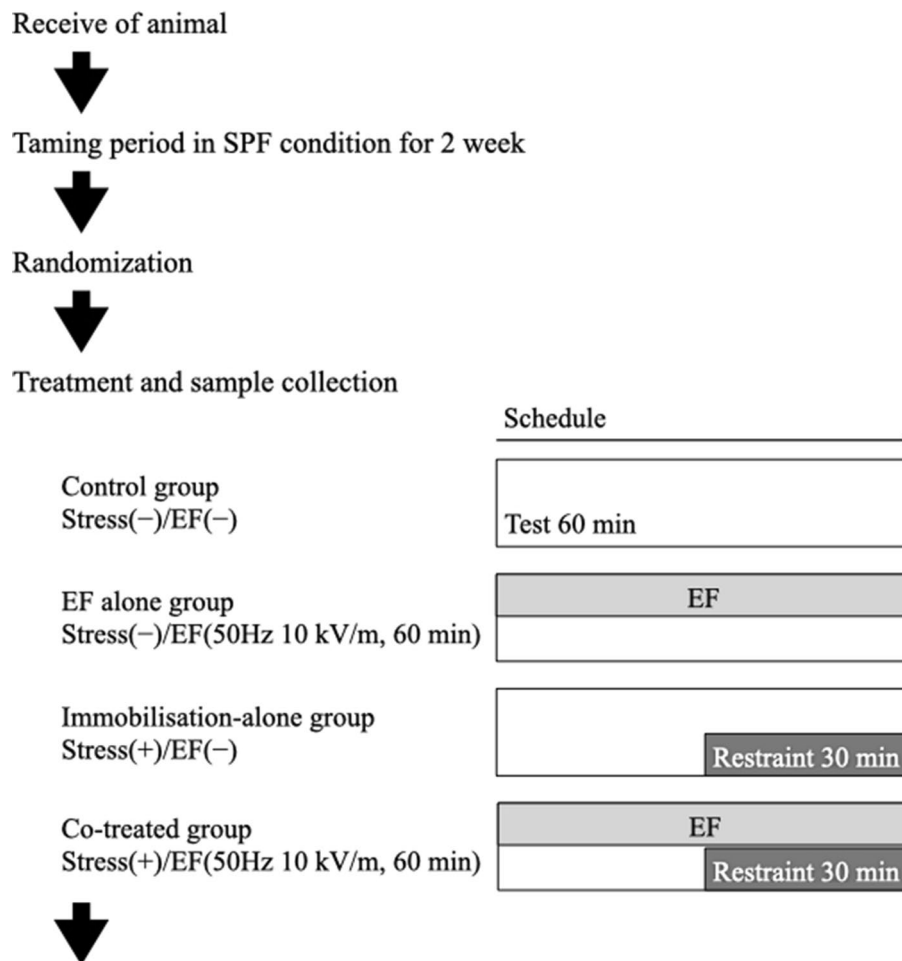 Receive of animal
Taming period in SPF condition for 2 week
Randomization
Treatment and sample collection
Schedule
Control group
Stress(−)/EF(−)
Test 60 min
EF alone group
Stress(−)/EF(50Hz 10 kV/m, 60 min)
EF
Immobilisation-alone group
Stress(+)/EF(−)
Restraint 30 min
Co-treated group
Stress(+)/EF(50Hz 10 kV/m, 60 min)
EF
Restraint 30 min